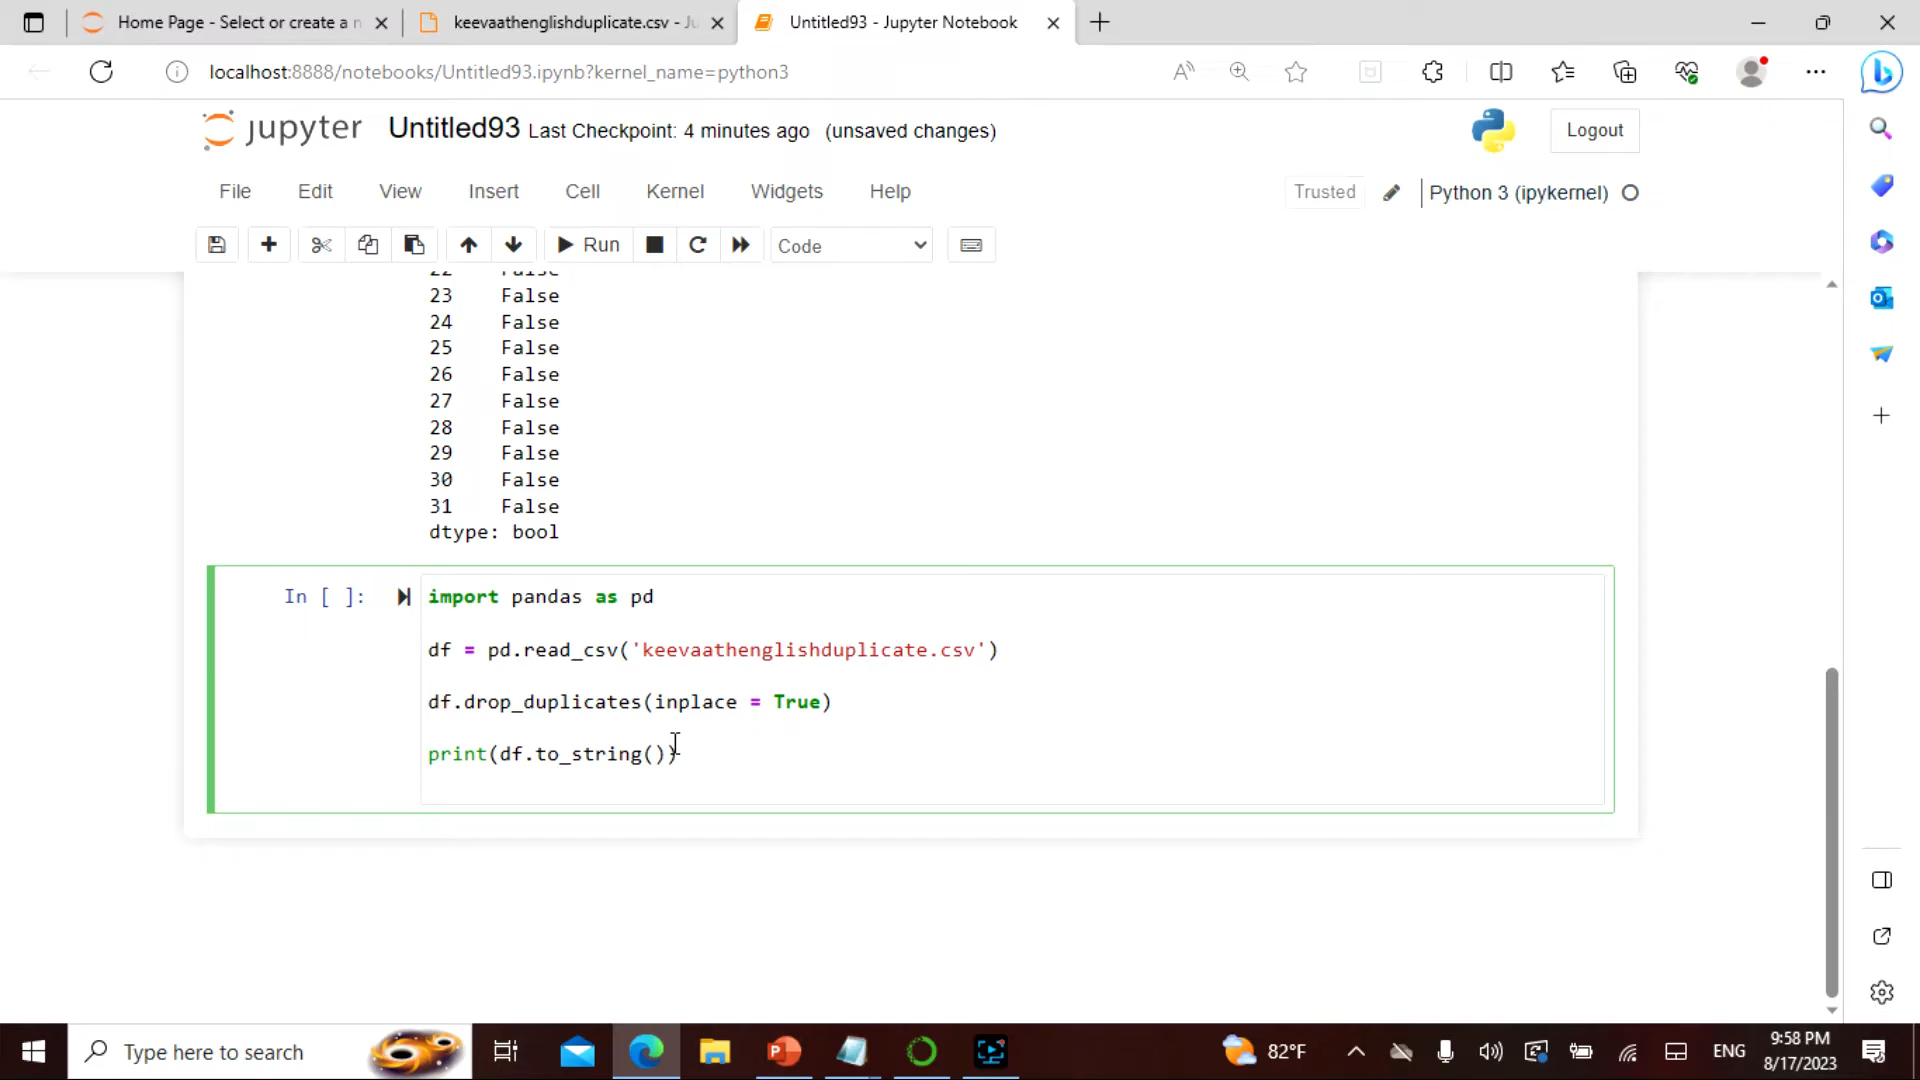 Home Page - Select or create a n
keevaathenglishduplicate.csv - Ju
Untitled93 - Jupyter Notebook
localhost:8888/notebooks/Untitled93.ipynb?kernel_name=python3
jupyter Untitled93 Last Checkpoint: 4 minutes ago (unsaved changes)
Logout
File Edit View Insert Cell Kernel Widgets Help
Trusted Python 3 (ipykernel)
Run Code
22 False
23 False
24 False
25 False
26 False
27 False
28 False
29 False
30 False
31 False
dtype: bool
In [ ]: import pandas as pd
df = pd.read_csv('keevaathenglishduplicate.csv')
df.drop_duplicates(inplace = True)
print(df.to_string())
Type here to search
82°F
ENG
9:58 PM
8/17/2023